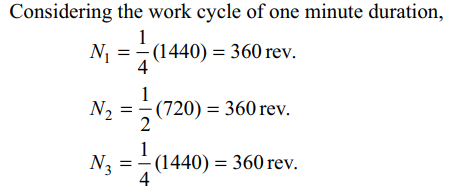 Considering the work cycle of one minute duration,
N₁ = 1/4 (1440) = 360 rev.
N₂ = 1/2 (720) = 360 rev.
N₃ = 1/4 (1440) = 360 rev.